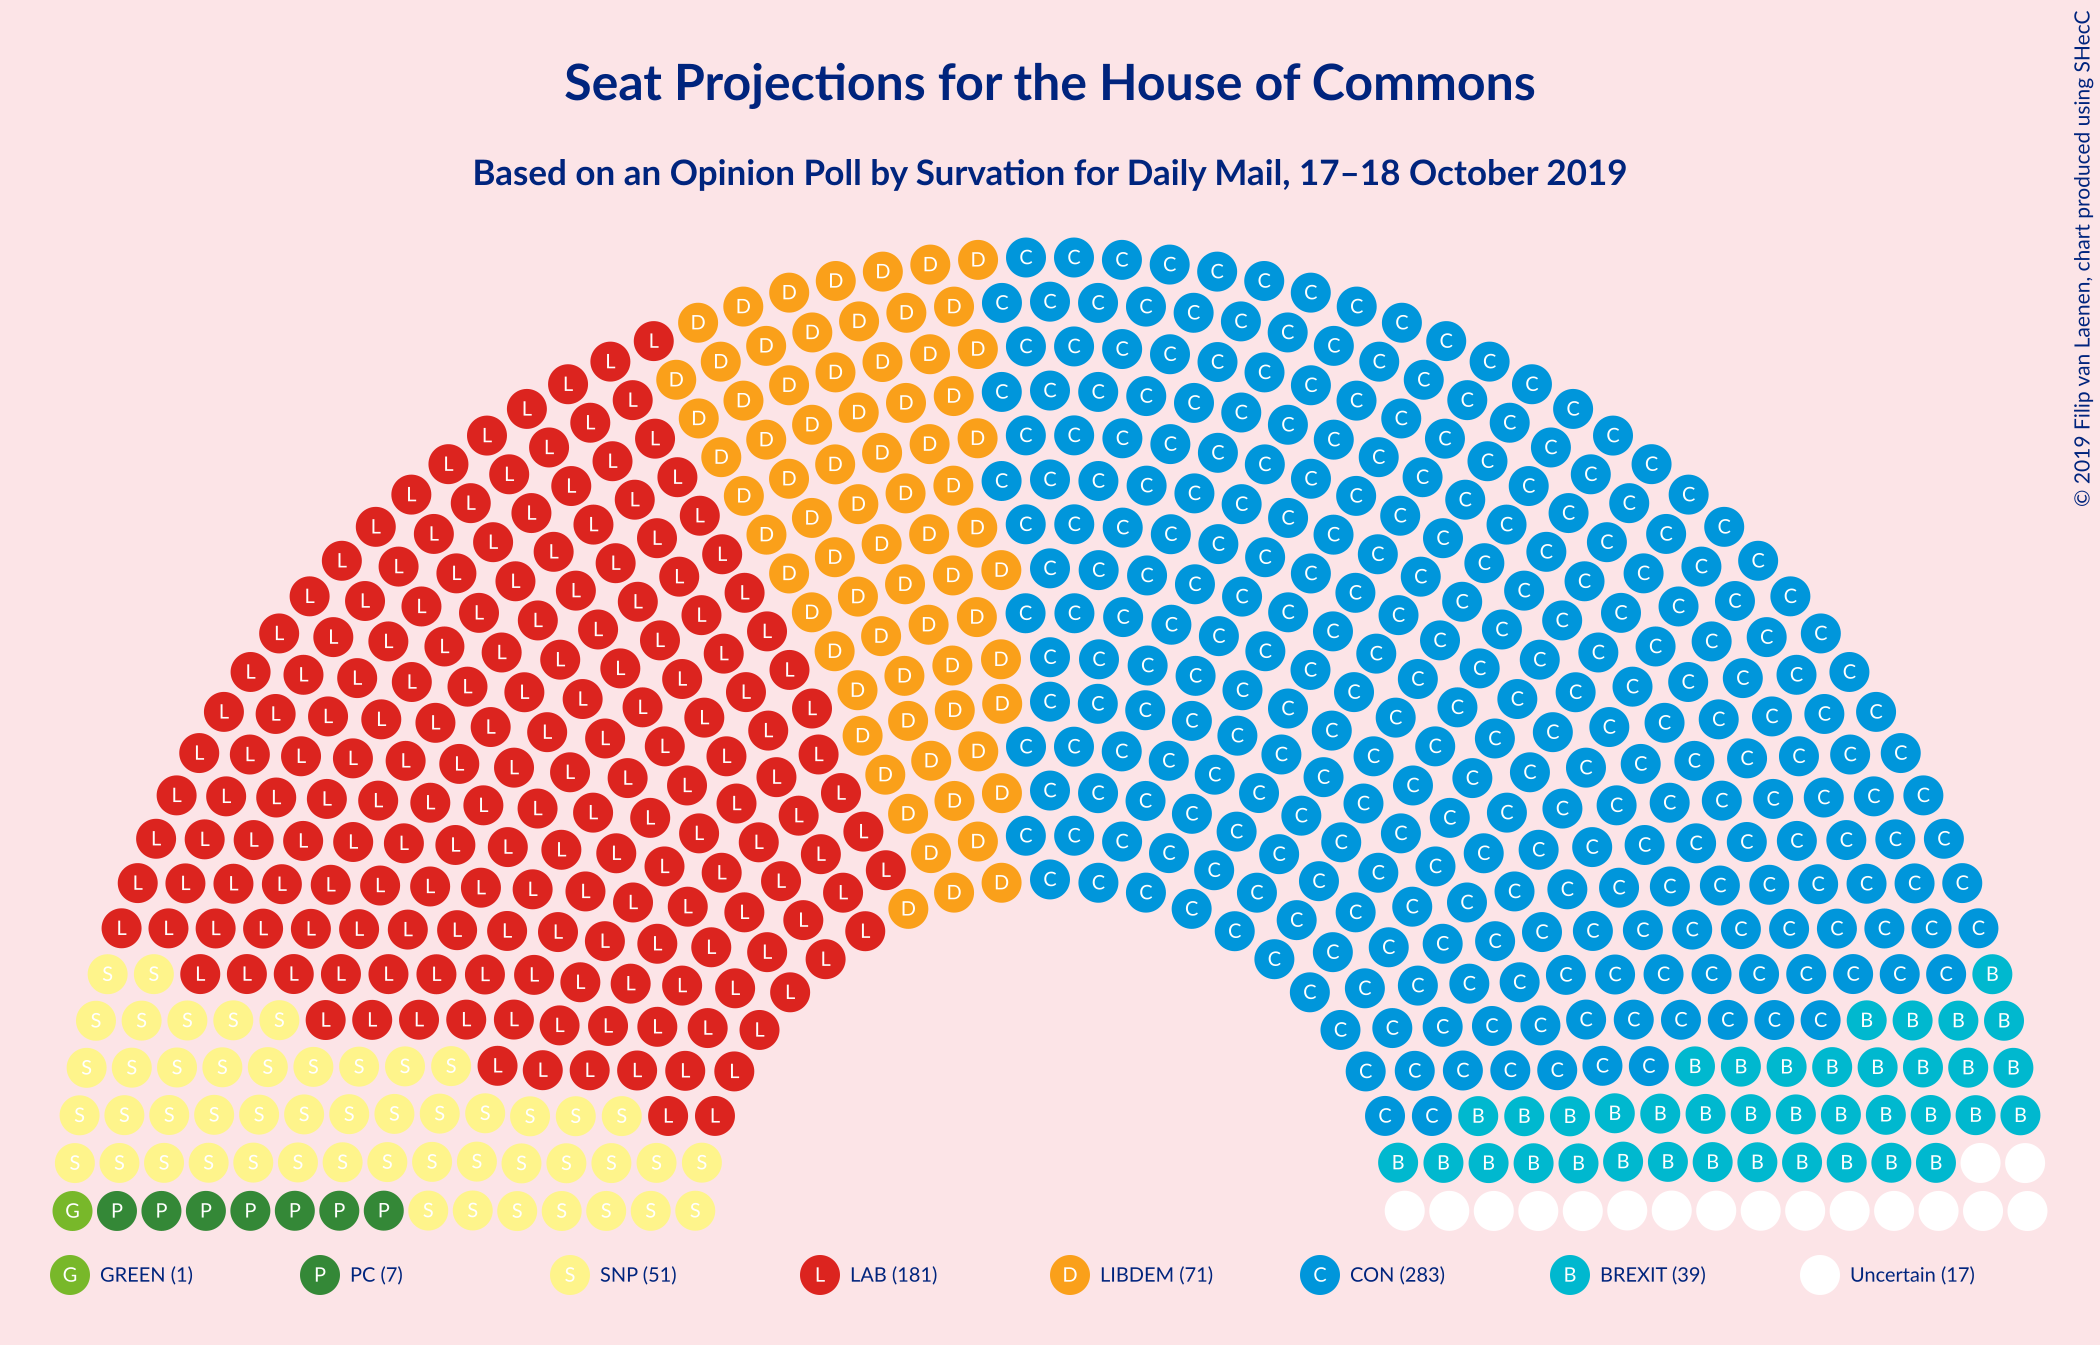 Seat Projections for the House of Commons
Based on an Opinion Poll by Survation for Daily Mail, 17–18 October 2019
© 2019 Filip van Laenen, chart produced using SHecC
G GREEN (1) P PC (7) S SNP (51) L LAB (181) D LIBDEM (71) C CON (283) B BREXIT (39) Uncertain (17)